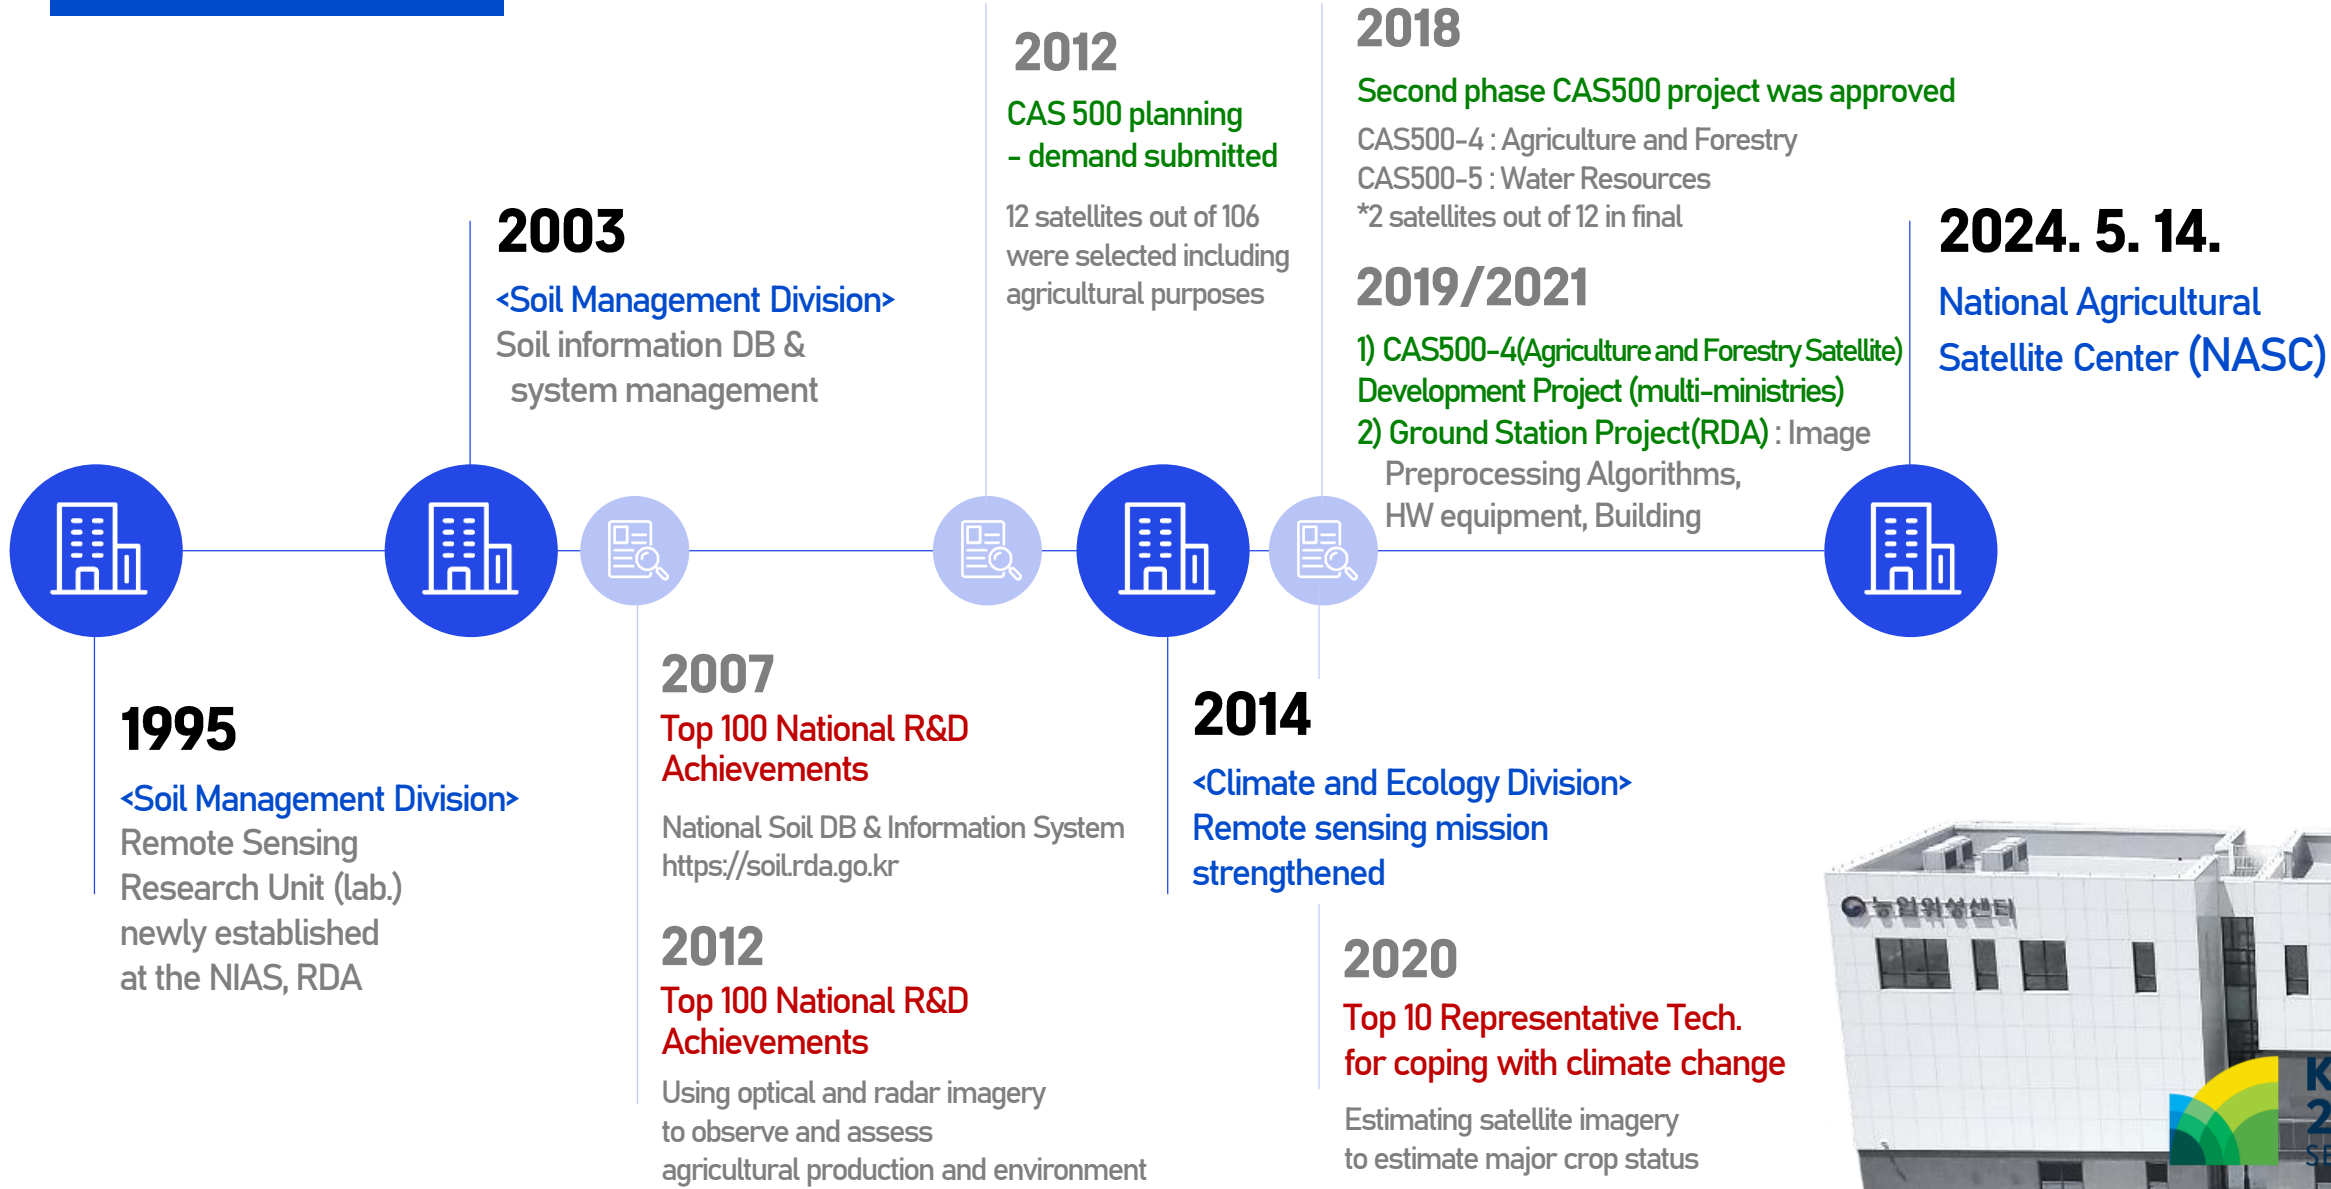 1995
<Soil Management Division>
Remote Sensing
Research Unit (lab.)
newly established
at the NIAS, RDA
2003
<Soil Management Division>
Soil information DB &
system management
2007
Top 100 National R&D
Achievements
National Soil DB & Information System
https://soil.rda.go.kr
2012
Top 100 National R&D
Achievements
Using optical and radar imagery
to observe and assess
agricultural production and environment
2012
CAS 500 planning
- demand submitted
12 satellites out of 106
were selected including
agricultural purposes
2014
<Climate and Ecology Division>
Remote sensing mission
strengthened
2018
Second phase CAS500 project was approved
CAS500-4 : Agriculture and Forestry
CAS500-5 : Water Resources
*2 satellites out of 12 in final
2019/2021
1) CAS500-4(Agriculture and Forestry Satellite)
Development Project (multi-ministries)
2) Ground Station Project(RDA) : Image
Preprocessing Algorithms,
HW equipment, Building
2020
Top 10 Representative Tech.
for coping with climate change
Estimating satellite imagery
to estimate major crop status
2024. 5. 14.
National Agricultural
Satellite Center (NASC)
농업위성센터